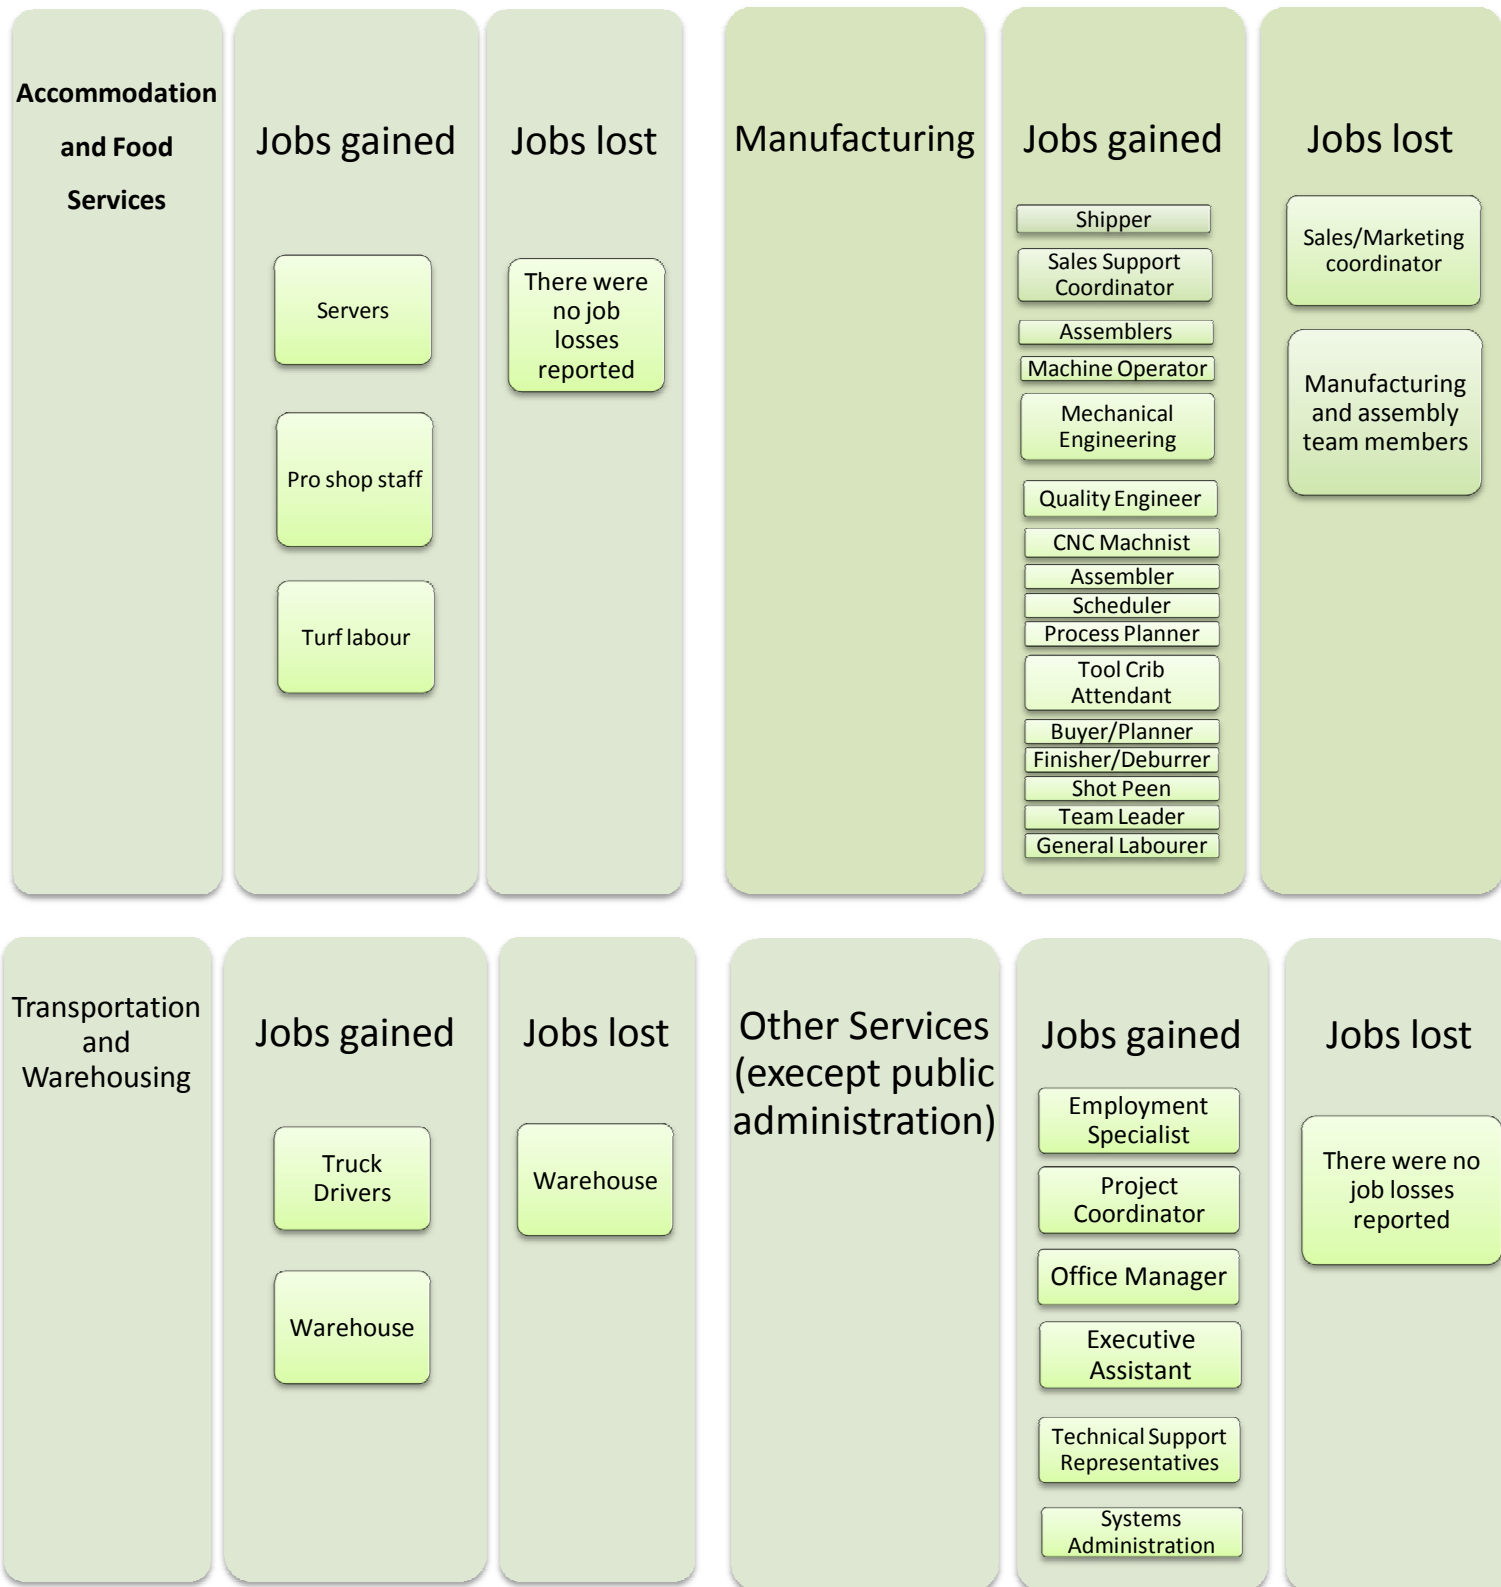 Accommodation
and Food
Services
Jobs gained
Servers
Pro shop staff
Turf labour
Jobs lost
There were
no job
losses
reported
Manufacturing
Jobs gained
Shipper
Sales Support
Coordinator
Assemblers
Machine Operator
Mechanical
Engineering
Quality Engineer
CNC Machnist
Assembler
Scheduler
Process Planner
Tool Crib
Attendant
Buyer/Planner
Finisher/Deburrer
Shot Peen
Team Leader
General Labourer
Jobs lost
Sales/Marketing
coordinator
Manufacturing
and assembly
team members
Transportation
and
Warehousing
Jobs gained
Truck
Drivers
Warehouse
Jobs lost
Warehouse
Other Services
(execept public
administration)
Jobs gained
Employment
Specialist
Project
Coordinator
Office Manager
Executive
Assistant
Technical Support
Representatives
Systems
Administration
Jobs lost
There were no
job losses
reported